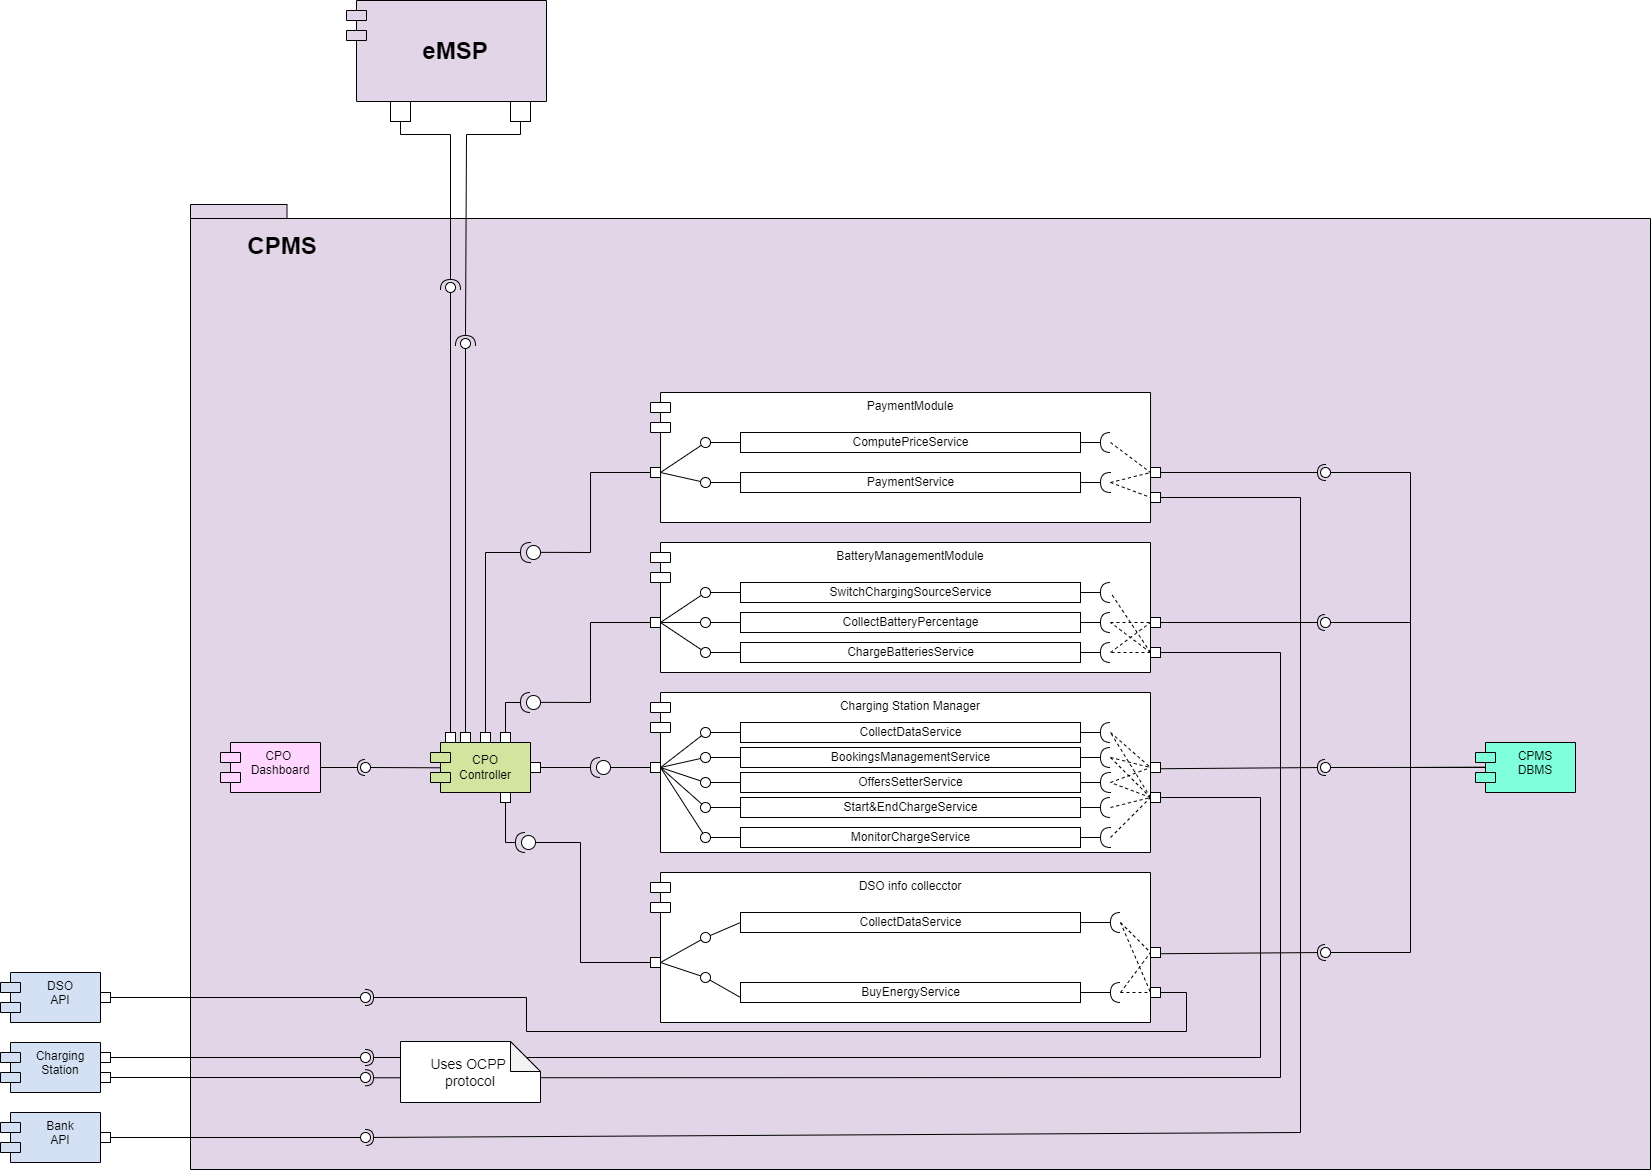 eMSP
CPMS
PaymentModule
ComputePriceService
PaymentService
BatteryManagementModule
SwitchChargingSourceService
CollectBatteryPercentage
ChargeBatteriesService
Charging Station Manager
CollectDataService
BookingsManagementService
OffersSetterService
Start&EndChargeService
MonitorChargeService
CPO
Dashboard
CPO
Controller
CPMS
DBMS
DSO info collecctor
CollectDataService
BuyEnergyService
DSO
API
Charging
Station
Uses OCPP
protocol
Bank
API